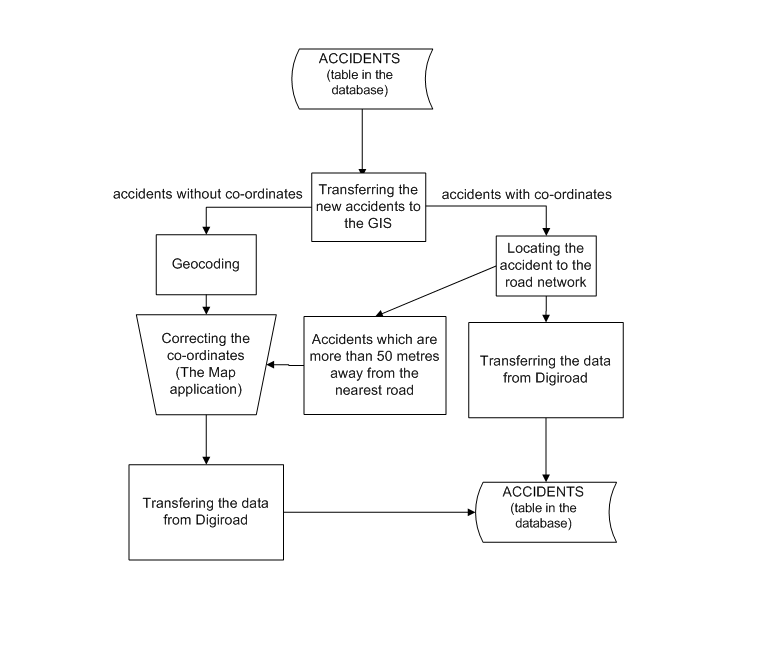 ACCIDENTS
(table in the
database)
accidents without co-ordinates
Transferring the
new accidents to
the GIS
accidents with co-ordinates
Geocoding
Locating the
accident to the
road network
Correcting the
co-ordinates
(The Map
application)
Accidents which are
more than 50 metres
away from the
nearest road
Transferring the data
from Digiroad
Transfering the data
from Digiroad
ACCIDENTS
(table in the
database)